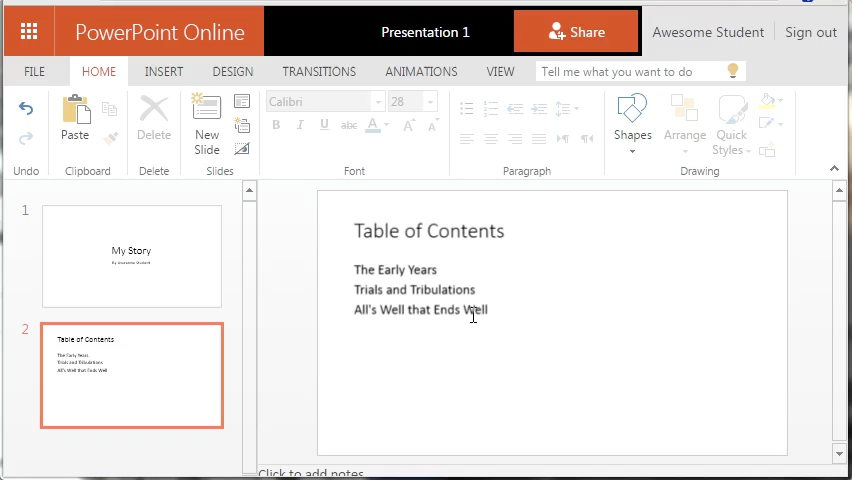 PowerPoint Online
Presentation 1
Share
Awesome Student
Sign out
FILE
HOME
INSERT
DESIGN
TRANSITIONS
ANIMATIONS
VIEW
Tell me what you want to do
Paste
Delete
New
Slide
Calibri
28
B
I
U
abc
A
A
A
Shapes
Arrange
Quick
Styles
Undo
Clipboard
Delete
Slides
Font
Paragraph
Drawing
1
My Story
By Awesome Student
2
Table of Contents
The Early Years
Trials and Tribulations
All's Well that Ends Well
Table of Contents
The Early Years
Trials and Tribulations
All's Well that Ends Well
Click to add notes